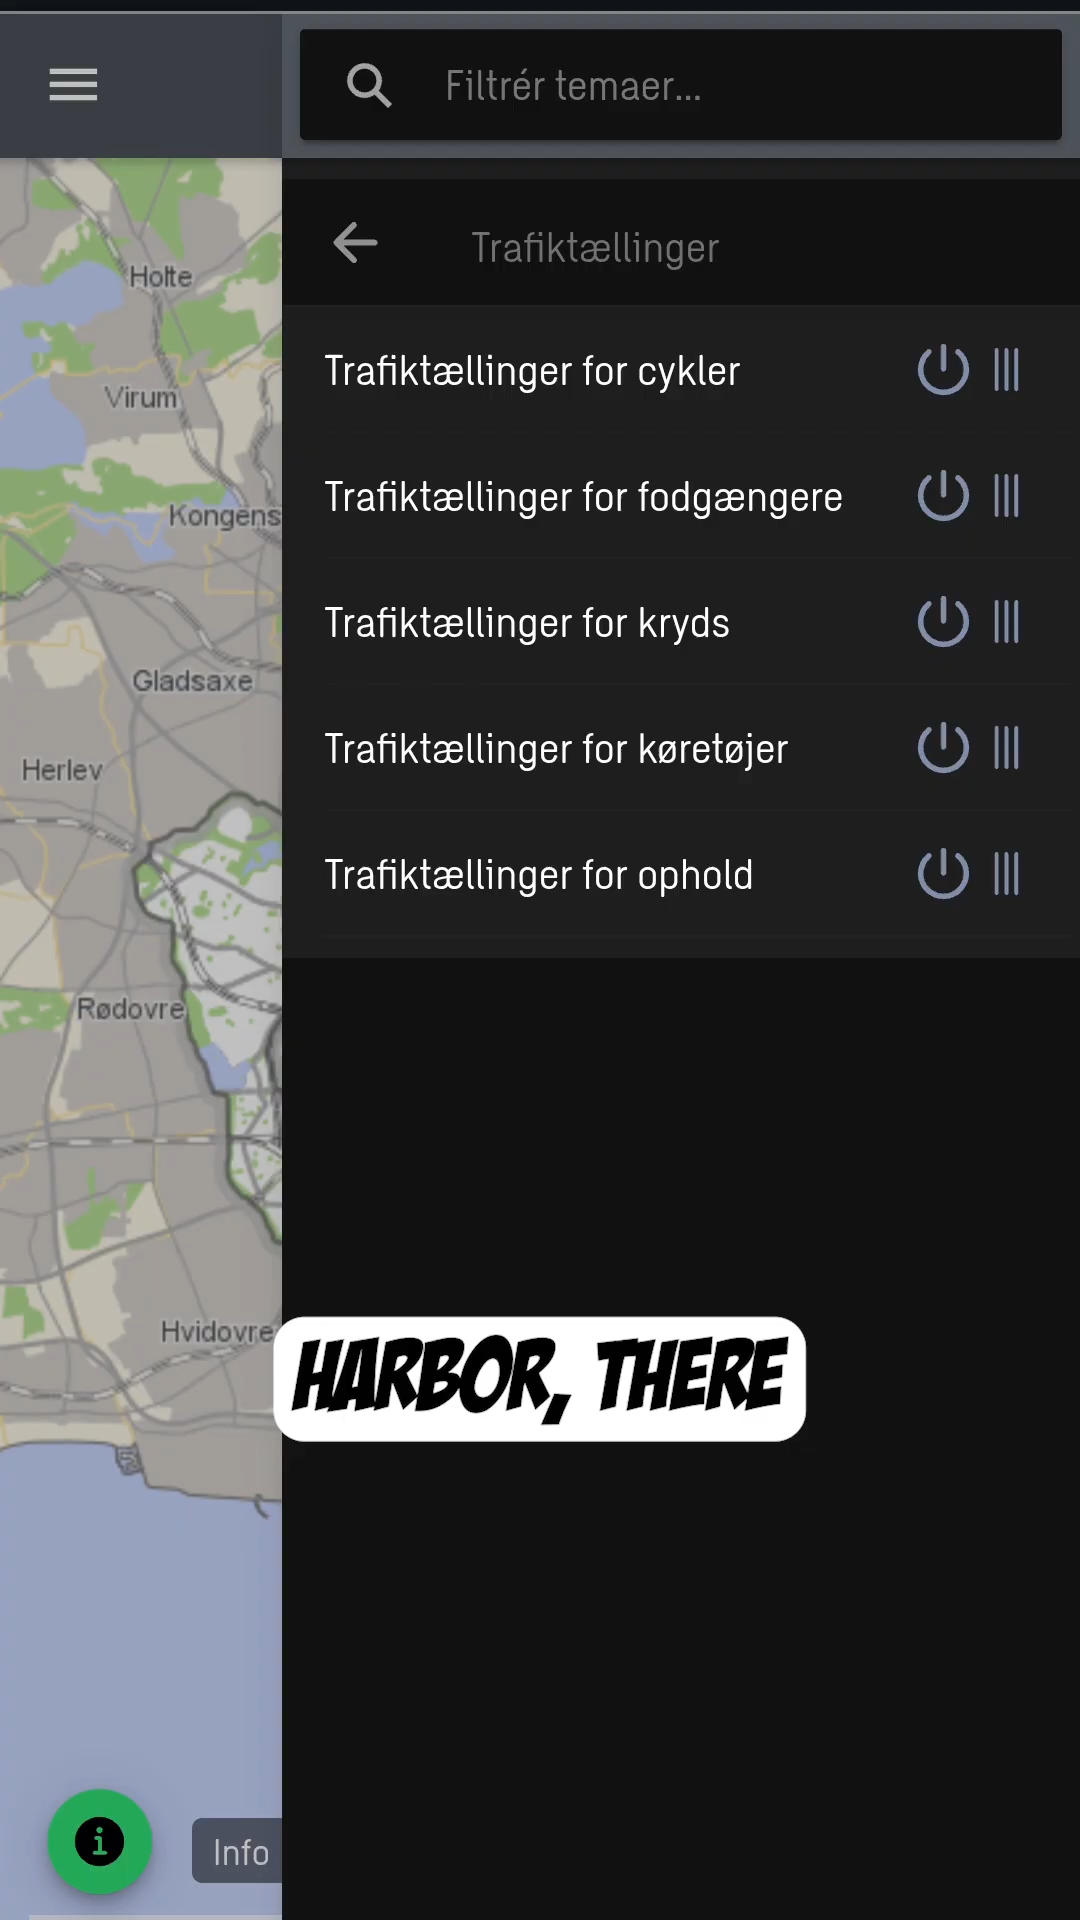 Filtrér temaer...
Trafiktællinger
Trafiktællinger for cykler
Trafiktællinger for fodgængere
Trafiktællinger for kryds
Trafiktællinger for køretøjer
Trafiktællinger for ophold
Holte
Virum
Kongens
Gladsaxe
Herlev
Rødovre
Hvidovre
HARBOR, THERE
Info